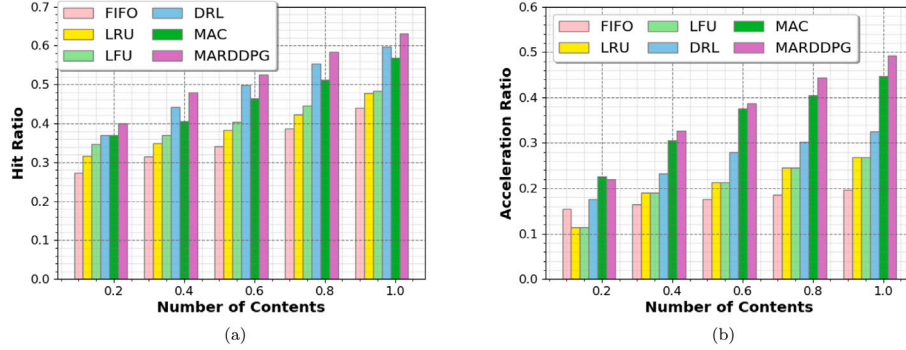 0.7
0.6
0.5
0.4
0.3
0.2
0.1
0.0
Hit Ratio
FIFO DRL
LRU MAC
LFU MARDDPG
0.2 0.4 0.6 0.8 1.0
Number of Contents
(a)
0.6
0.5
0.4
0.3
0.2
0.1
0.0
Acceleration Ratio
FIFO LFU MAC
LRU DRL MARDDPG
0.2 0.4 0.6 0.8 1.0
Number of Contents
(b)